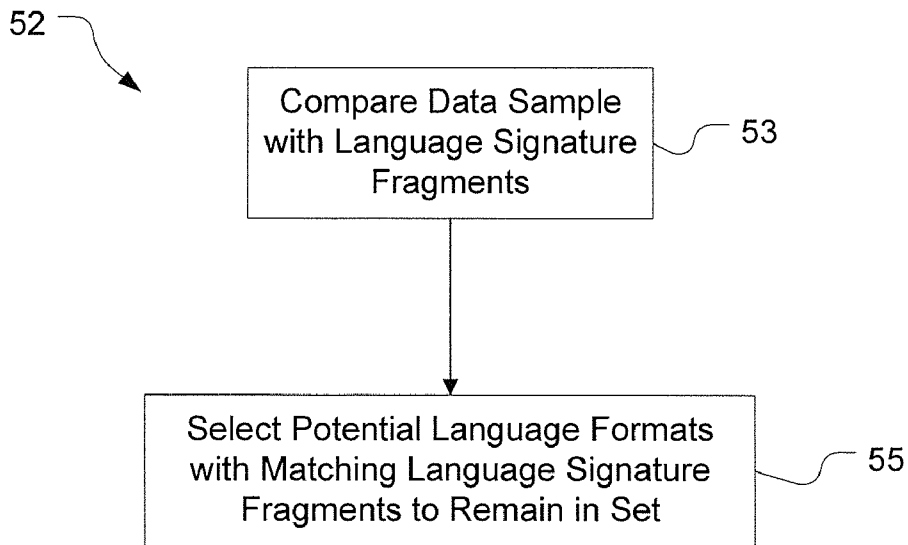 52
Compare Data Sample
with Language Signature
Fragments
53
Select Potential Language Formats
with Matching Language Signature
Fragments to Remain in Set
55